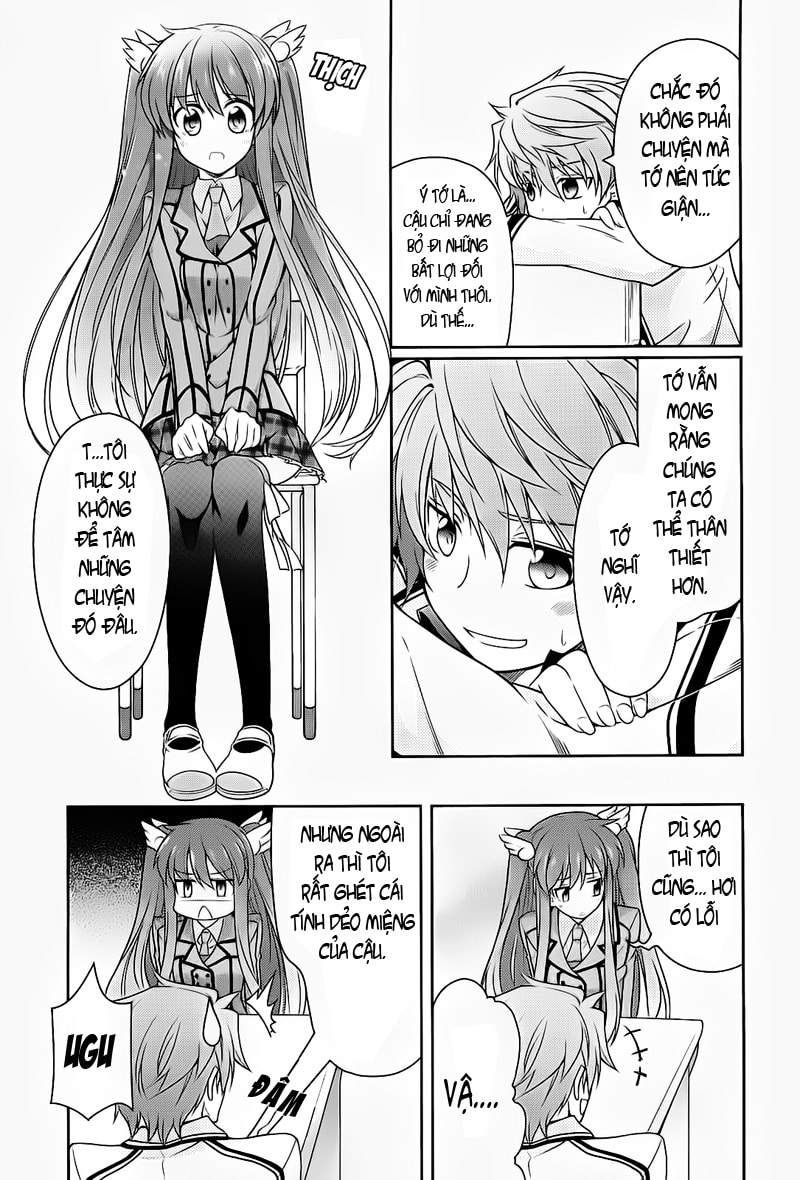 CHẮC ĐÓ
KHÔNG PHẢI
CHUYỆN MÀ
TỚ NÊN TỨC
GIẬN...
Ý TỚ LÀ...
CẬU CHỈ ĐANG
BỎ ĐI NHỮNG
BẤT LỢI ĐỐI
VỚI MÌNH THÔI.
DÙ THẾ...
TỚ VẪN
MONG
RẰNG
CHÚNG
TA CÓ
THỂ THÂN
THIẾT
HƠN.
TỚ
NGHĨ
VẬY.
THỊCH
T...TÔI
THỰC SỰ
KHÔNG
ĐỂ TÂM
NHỮNG
CHUYỆN
ĐÓ ĐÂU.
DÙ SAO
THÌ TÔI
CŨNG... HƠI
CÓ LỖI
VẬ....
NHƯNG NGOÀI
RA THÌ TÔI
RẤT GHÉT CÁI
TÍNH DẺO MIỆNG
CỦA CẬU.
ĐÂM
UGU